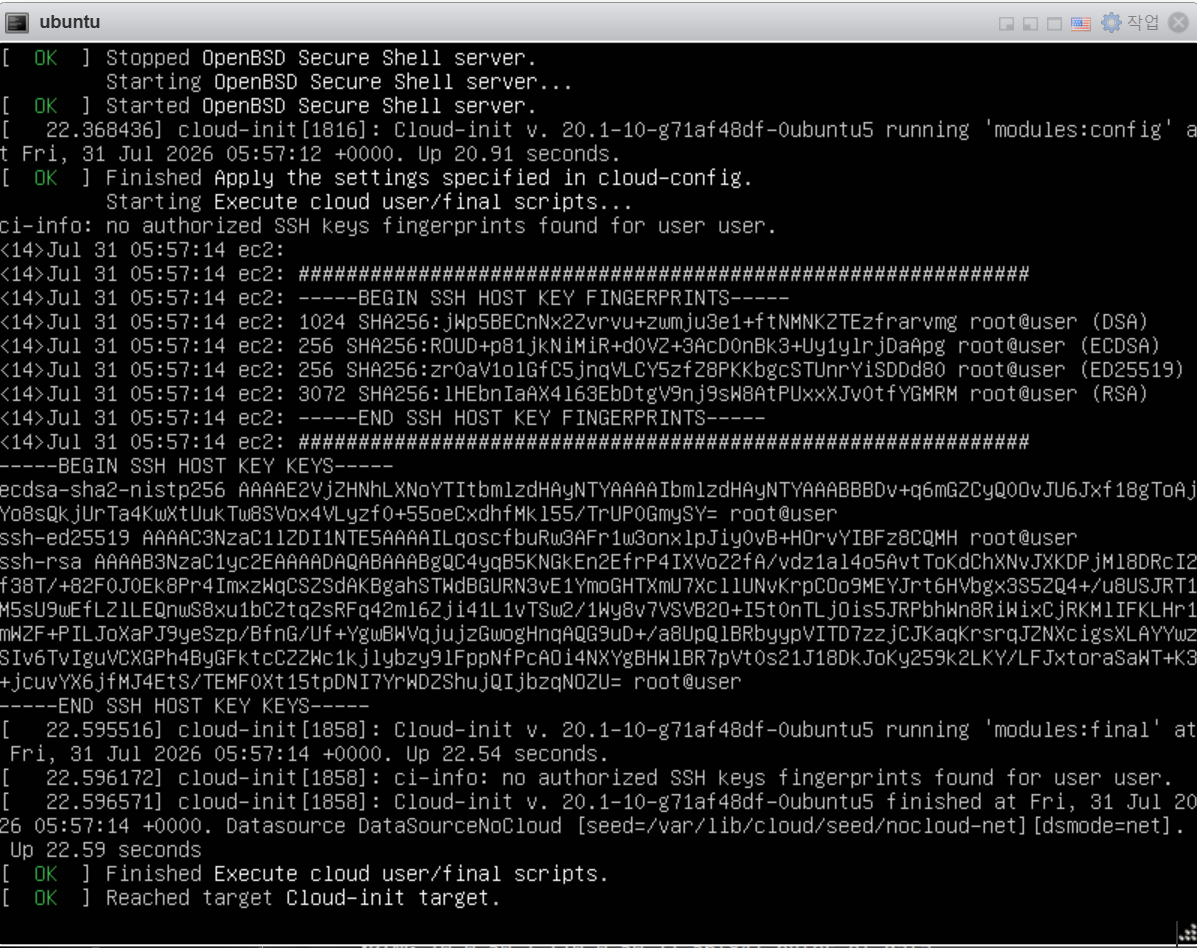 ubuntu
작업
[  OK  ] Stopped OpenBSD Secure Shell server.
         Starting OpenBSD Secure Shell server...
[  OK  ] Started OpenBSD Secure Shell server.
[   22.368436] cloud-init[1816]: Cloud-init v. 20.1-10-g71af48df-0ubuntu5 running 'modules:config' a
t Fri, 31 Jul 2026 05:57:12 +0000. Up 20.91 seconds.
[  OK  ] Finished Apply the settings specified in cloud-config.
         Starting Execute cloud user/final scripts...
ci-info: no authorized SSH keys fingerprints found for user user.
<14>Jul 31 05:57:14 ec2:
<14>Jul 31 05:57:14 ec2: #############################################################
<14>Jul 31 05:57:14 ec2: -----BEGIN SSH HOST KEY FINGERPRINTS-----
<14>Jul 31 05:57:14 ec2: 1024 SHA256:jWp5BECnNx2Zvrvu+zwmju3e1+ftNMNKZTEzfrarvmg root@user (DSA)
<14>Jul 31 05:57:14 ec2: 256 SHA256:ROUD+p81jkNiMiR+dOVZ+3AcD0nBk3+Uy1ylrjDaApg root@user (ECDSA)
<14>Jul 31 05:57:14 ec2: 256 SHA256:zr0aV1olGfC5jnqVLCY5zfZ8PKKbgcSTUnrYiSDDd80 root@user (ED25519)
<14>Jul 31 05:57:14 ec2: 3072 SHA256:lHEbnIaAX4l63EbDtgV9nj9sW8AtPUxxXJvOtfYGMRM root@user (RSA)
<14>Jul 31 05:57:14 ec2: -----END SSH HOST KEY FINGERPRINTS-----
<14>Jul 31 05:57:14 ec2: #############################################################
-----BEGIN SSH HOST KEY KEYS-----
ecdsa-sha2-nistp256 AAAAE2VjZHNhLXNoYTItbmlzdHAyNTYAAAAIbmlzdHAyNTYAAABBBDv+q6mGZCyQ0OvJU6Jxf18gToAj
Yo8sQkjUrTa4KwXtUukTw8SVox4VLyzf0+55oeCxdhfMKl55/TrUPOGmySY= root@user
ssh-ed25519 AAAAC3NzaC1lZDI1NTE5AAAAILqoscfbuRw3AFr1w3onxlpJiyOvB+HOrvYIBFz8CQMH root@user
ssh-rsa AAAAB3NzaC1yc2EAAAADAQABAAABgQC4yqB5KNGkEn2EfrP4IXVoZ2fA/vdz1al4o5AvtToKdChXNvJXKDPjMl8DRcI2
f38T/+82FOJ0Ek8Pr4ImxzWqCSZSdAKBgahSTWdBGURN3vE1YmoGHTXmU7XcllUNvKrpCOo9MEYJrt6HVbgx3S5ZQ4+/u8USJRT1
M5sU9wEfLZlLEQnwS8xu1bCZtqZsRFq42ml6Zji41L1vTSw2/1Wy8v7VSVB2O+I5tOnTLjOis5JRPbhWn8RiWixCjRKMlIFKLHr1
mWZF+PILJoXaPJ9yeSzp/BfnG/Uf+YgwBWVqjujzGwogHnqAQG9uD+/a8UpQlBRbyypVITD7zzjCJKaqKrsrqJZNXcigsXLAYYwz
SIv6TvIguVCXGPh4ByGFktcCZZWc1kjlybzy9lFppNfPcAOi4NXYgBHWlBR7pVtOs21J18DkJoKy259k2LKY/LFJxtoraSaWT+K3
+jcuvYX6jfMJ4EtS/TEMFOXt15tpDNI7YrWDZShujQIjbzqNOZU= root@user
-----END SSH HOST KEY KEYS-----
[   22.595516] cloud-init[1858]: Cloud-init v. 20.1-10-g71af48df-0ubuntu5 running 'modules:final' at
 Fri, 31 Jul 2026 05:57:14 +0000. Up 22.54 seconds.
[   22.596172] cloud-init[1858]: ci-info: no authorized SSH keys fingerprints found for user user.
[   22.596571] cloud-init[1858]: Cloud-init v. 20.1-10-g71af48df-0ubuntu5 finished at Fri, 31 Jul 20
26 05:57:14 +0000. Datasource DataSourceNoCloud [seed=/var/lib/cloud/seed/nocloud-net][dsmode=net].
 Up 22.59 seconds
[  OK  ] Finished Execute cloud user/final scripts.
[  OK  ] Reached target Cloud-init target.